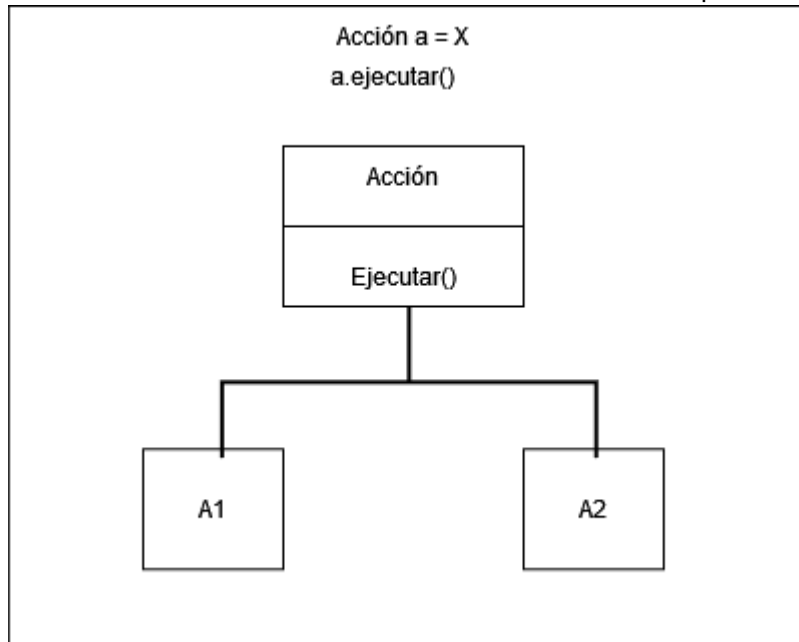 Acción a = X
a.ejecutar()
Acción
Ejecutar()
A1
A2